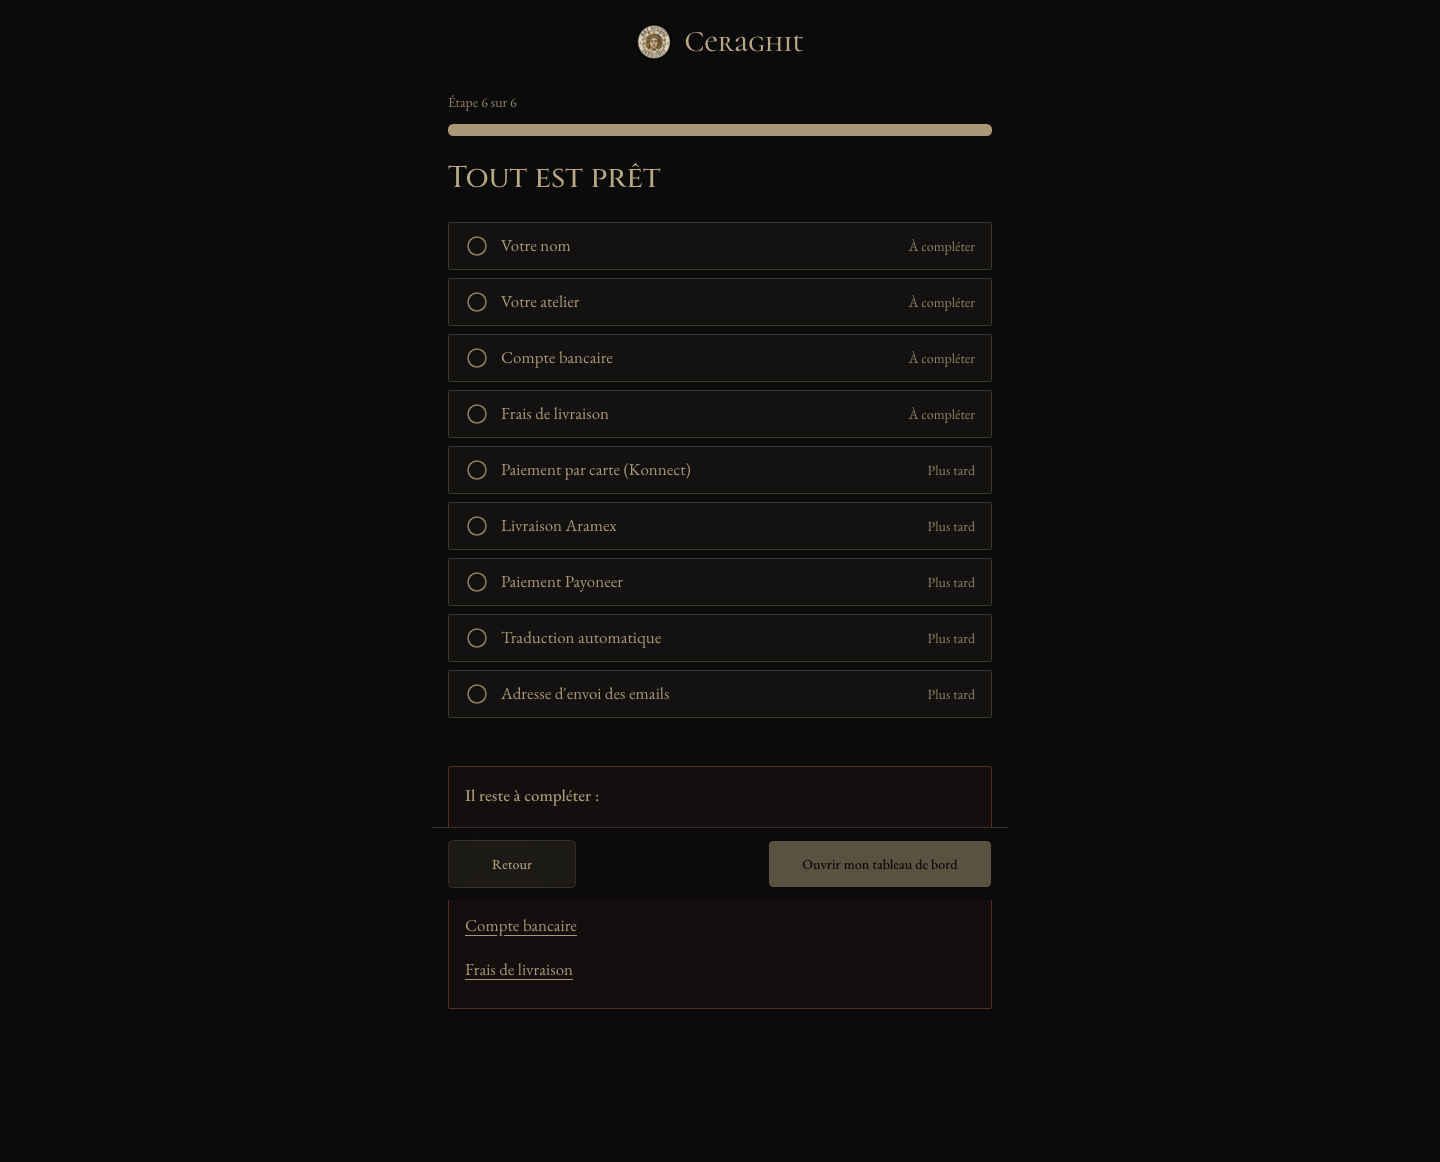 Ceraghit
Étape 6 sur 6
Tout est prêt
Votre nom À compléter
Votre atelier À compléter
Compte bancaire À compléter
Frais de livraison À compléter
Paiement par carte (Konnect) Plus tard
Livraison Aramex Plus tard
Paiement Payoneer Plus tard
Traduction automatique Plus tard
Adresse d'envoi des emails Plus tard
Il reste à compléter :
Retour Ouvrir mon tableau de bord
Compte bancaire
Frais de livraison